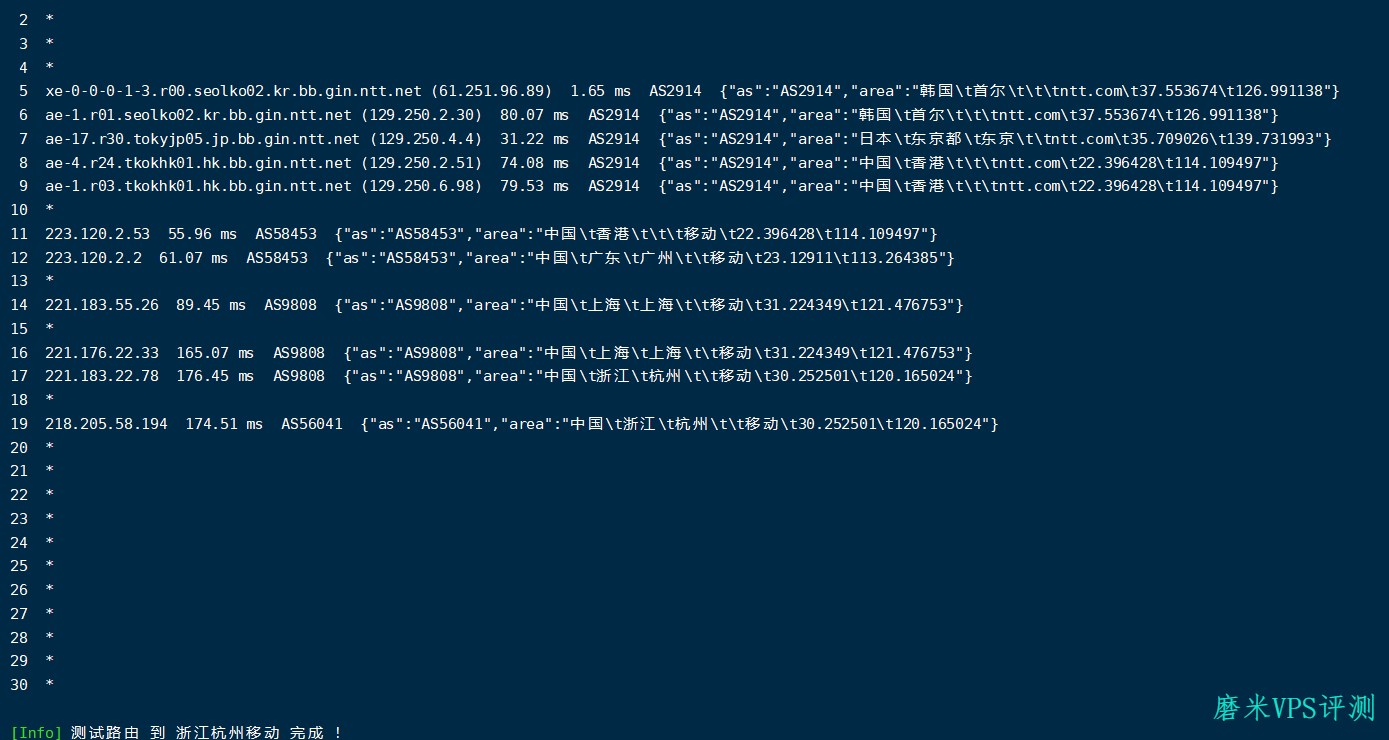 2 *
3 *
4 *
5 xe-0-0-0-1-3.r00.seolko02.kr.bb.gin.ntt.net (61.251.96.89) 1.65 ms AS2914 {"as":"AS2914","area":"韩国\t首尔\t\t\tntt.com\t37.553674\t126.991138"}
6 ae-1.r01.seolko02.kr.bb.gin.ntt.net (129.250.2.30) 80.07 ms AS2914 {"as":"AS2914","area":"韩国\t首尔\t\t\tntt.com\t37.553674\t126.991138"}
7 ae-17.r30.tokyjp05.jp.bb.gin.ntt.net (129.250.4.4) 31.22 ms AS2914 {"as":"AS2914","area":"日本\t东京都\t东京\t\tntt.com\t35.709026\t139.731993"}
8 ae-4.r24.tkokhk01.hk.bb.gin.ntt.net (129.250.2.51) 74.08 ms AS2914 {"as":"AS2914","area":"中国\t香港\t\t\tntt.com\t22.396428\t114.109497"}
9 ae-1.r03.tkokhk01.hk.bb.gin.ntt.net (129.250.6.98) 79.53 ms AS2914 {"as":"AS2914","area":"中国\t香港\t\t\tntt.com\t22.396428\t114.109497"}
10 *
11 223.120.2.53 55.96 ms AS58453 {"as":"AS58453","area":"中国\t香港\t\t\t移动\t22.396428\t114.109497"}
12 223.120.2.2 61.07 ms AS58453 {"as":"AS58453","area":"中国\t广东\t广州\t\t移动\t23.12911\t113.264385"}
13 *
14 221.183.55.26 89.45 ms AS9808 {"as":"AS9808","area":"中国\t上海\t上海\t\t移动\t31.224349\t121.476753"}
15 *
16 221.176.22.33 165.07 ms AS9808 {"as":"AS9808","area":"中国\t上海\t上海\t\t移动\t31.224349\t121.476753"}
17 221.183.22.78 176.45 ms AS9808 {"as":"AS9808","area":"中国\t浙江\t杭州\t\t移动\t30.252501\t120.165024"}
18 *
19 218.205.58.194 174.51 ms AS56041 {"as":"AS56041","area":"中国\t浙江\t杭州\t\t移动\t30.252501\t120.165024"}
20 *
21 *
22 *
23 *
24 *
25 *
26 *
27 *
28 *
29 *
30 *
磨米VPS评测
[Info] 测试路由 到 浙江杭州移动 完成 !